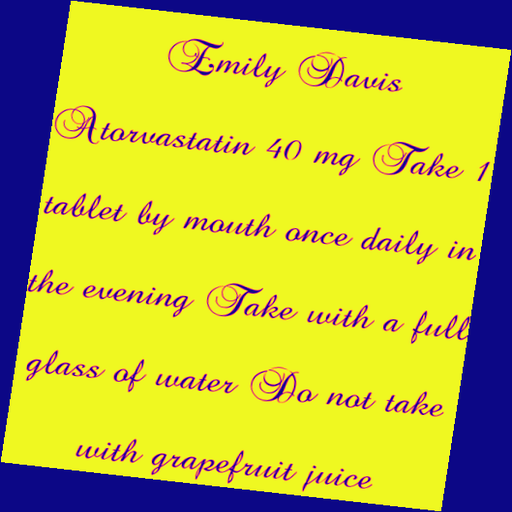 Emily Davis
Atorvastatin 40 mg Take 1
tablet by mouth once daily in
the evening Take with a full
glass of water Do not take
with grapefruit juice